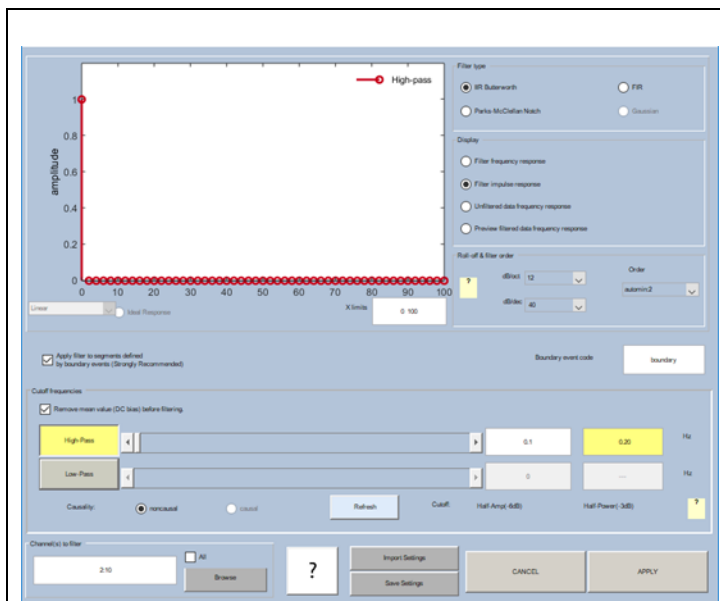 High-pass
amplitude
1
0.8
0.6
0.4
0.2
0
0 10 20 30 40 50 60 70 80 90 100
Linear
Ideal Response
X limits
0 100
Filter type
IIR Butterworth
FIR
Parks-McClellan Notch
Gaussian
Display
Filter frequency response
Filter impulse response
Unfiltered data frequency response
Preview filtered data frequency response
Roll-off & filter order
?
dB/oct
12
dB/dec
40
Order
automin:2
Apply filter to segments defined
by boundary events (Strongly Recommended)
Boundary event code
boundary
Cutoff frequencies
Remove mean value (DC bias) before filtering.
High-Pass
0.1
0.20
Hz
Low-Pass
0
---
Hz
Causality:
noncausal
causal
Refresh
Cutoff:
Half-Amp(-6dB)
Half-Power(-3dB)
?
Channel(s) to filter
2:10
All
Browse
?
Import Settings
Save Settings
CANCEL
APPLY